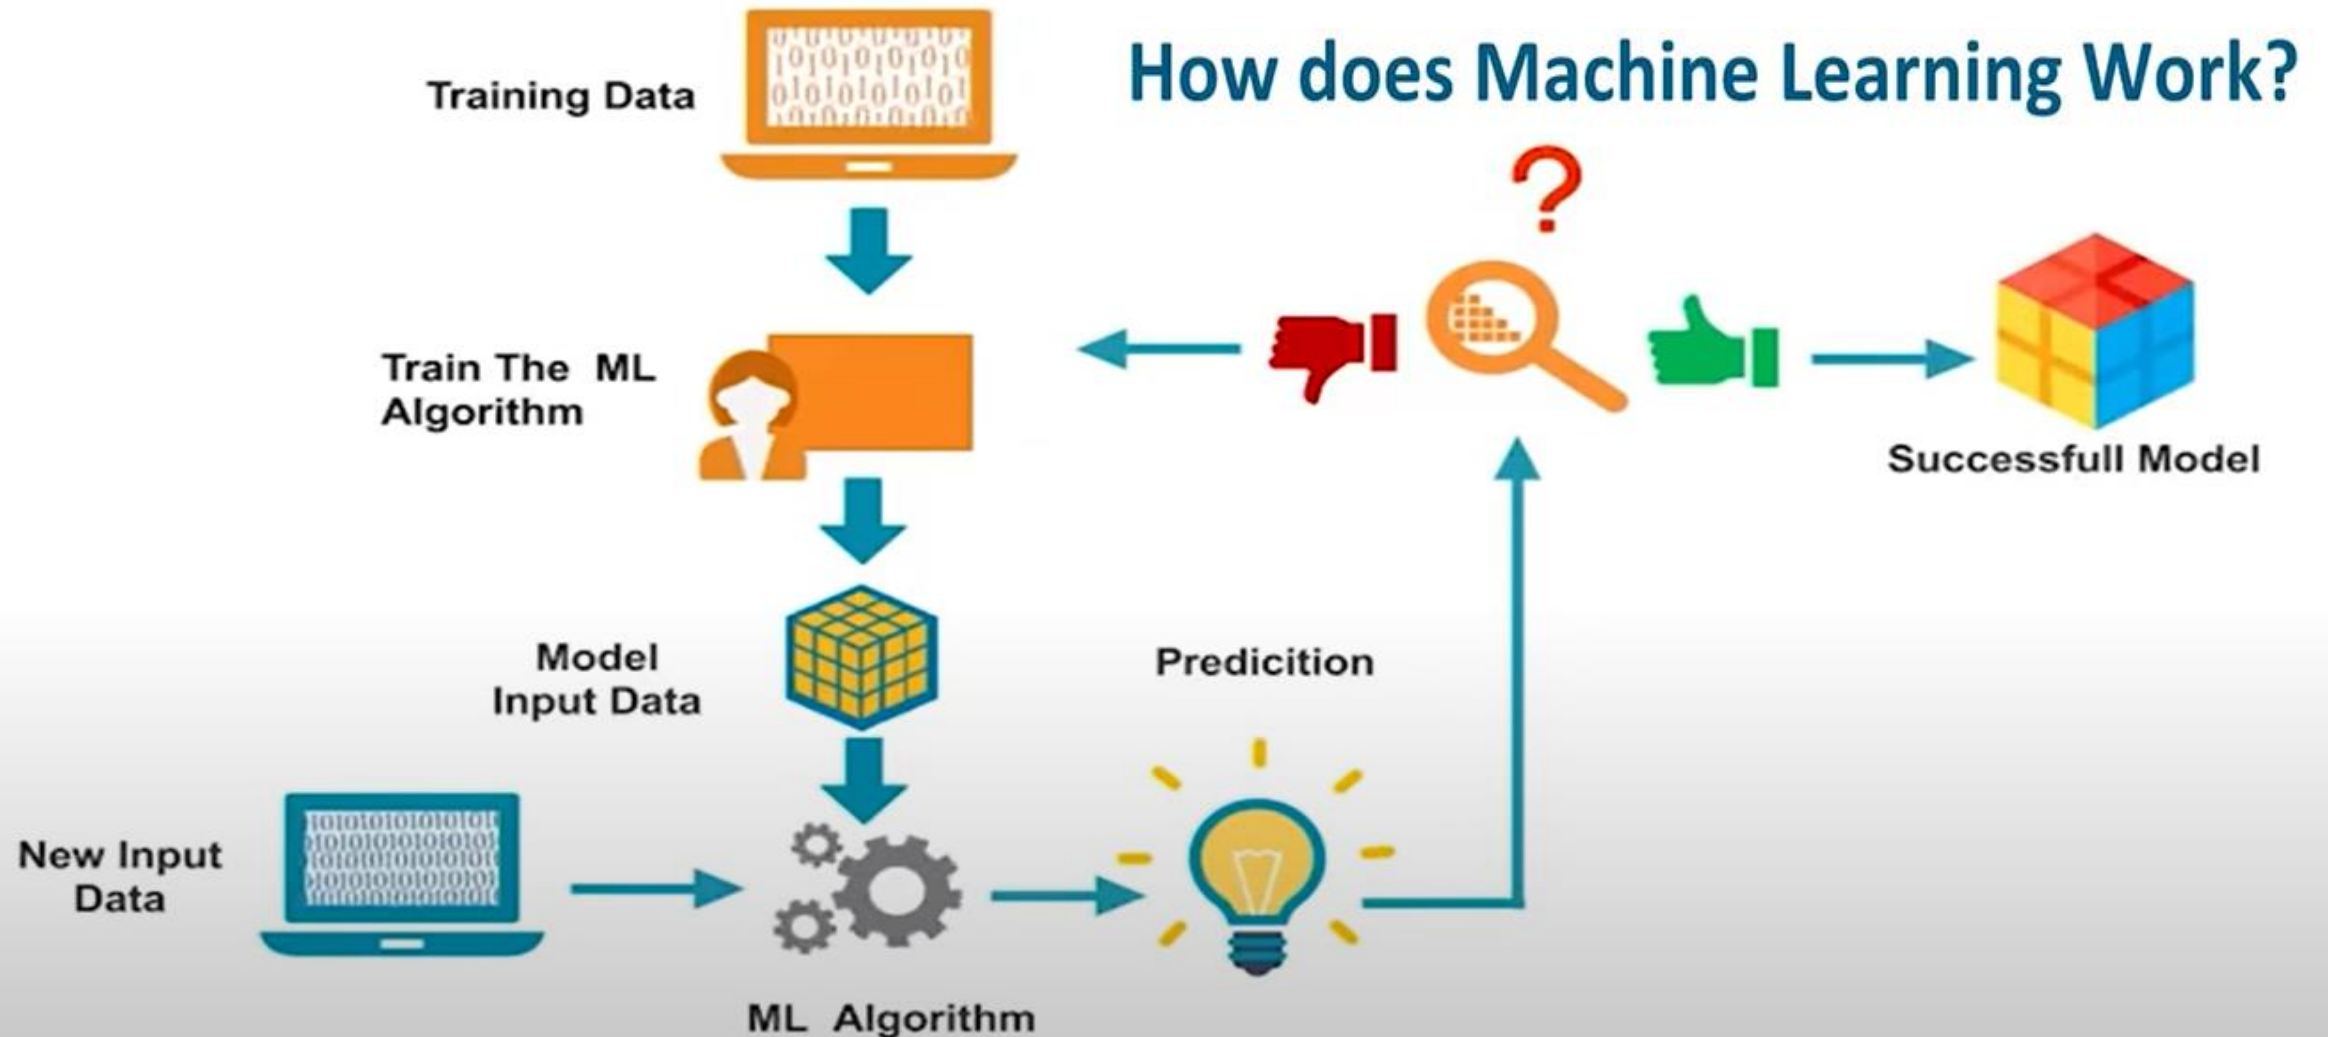 How does Machine Learning Work?
Training Data
?
Train The ML
Algorithm
Successfull Model
Model
Input Data
Predicition
New Input
Data
ML Algorithm